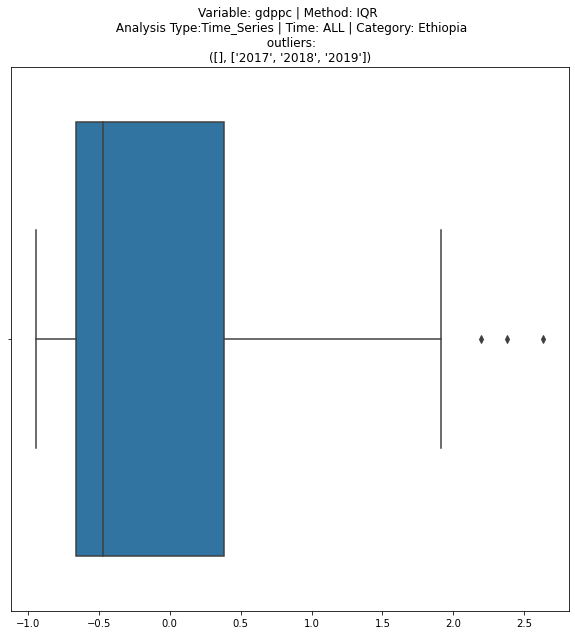 Variable: gdppc | Method: IQR
Analysis Type:Time_Series | Time: ALL | Category: Ethiopia
outliers:
([], ['2017', '2018', '2019'])
−1.0 −0.5 0.0 0.5 1.0 1.5 2.0 2.5